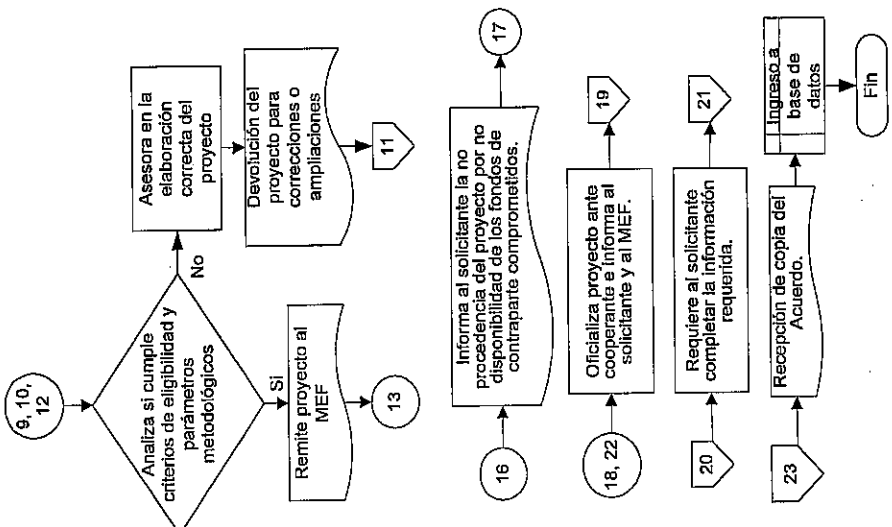 9, 10,
12
Analiza si cumple
criterios de eligibilidad y
parámetros
metodológicos
No
Asesora en la
elaboración
correcta del
proyecto
Devolución del
proyecto para
correcciones o
ampliaciones
11
Si
Remite proyecto al
MEF
13
16
Informa al solicitante la no
procedencia del proyecto por no
disponibilidad de los fondos de
contraparte comprometidos.
17
18, 22
Oficializa proyecto ante
cooperante e informa al
solicitante y al MEF.
19
20
Requiere al solicitante
completar la información
requerida.
21
23
Recepción de copia del
Acuerdo.
Ingreso a
base de
datos
Fin